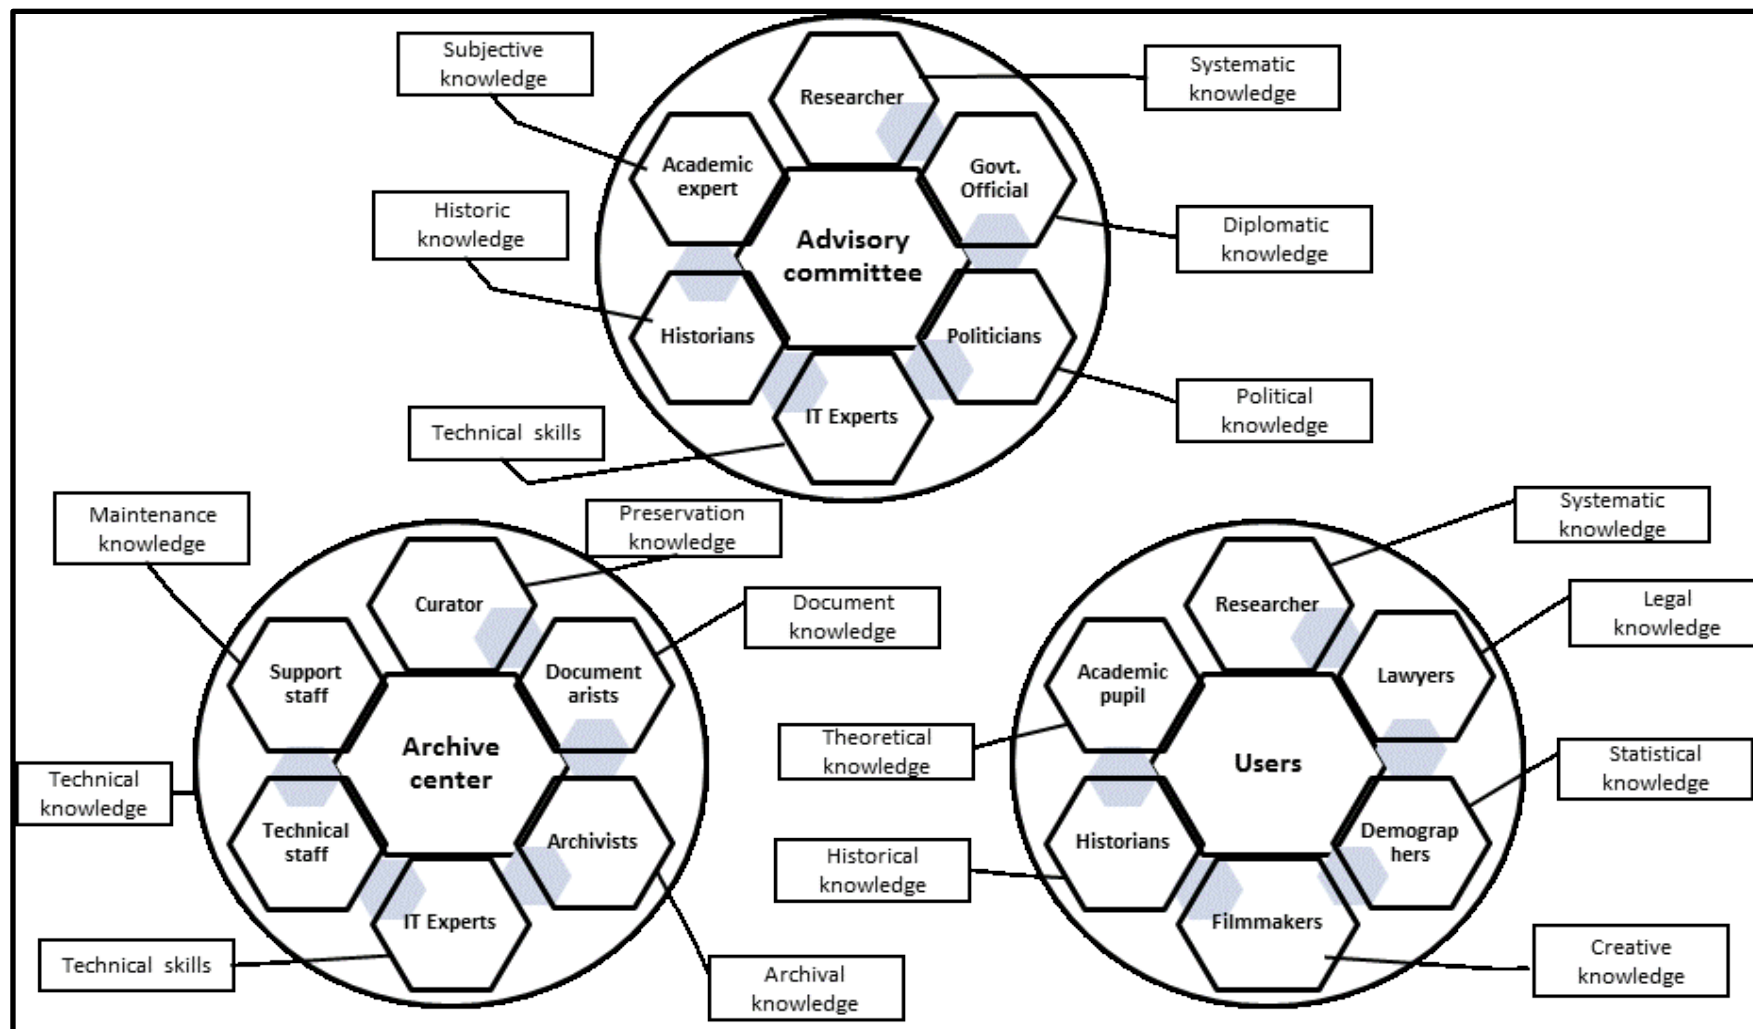 Subjective
knowledge
Systematic
knowledge
Researcher
Academic
expert
Govt.
Official
Historic
knowledge
Diplomatic
knowledge
Advisory
committee
Historians
Politicians
Political
knowledge
IT Experts
Technical skills
Maintenance
knowledge
Preservation
knowledge
Curator
Document
knowledge
Support
staff
Document
arists
Archive
center
Technical
knowledge
Technical
staff
Archivists
IT Experts
Technical skills
Archival
knowledge
Systematic
knowledge
Researcher
Legal
knowledge
Academic
pupil
Lawyers
Theoretical
knowledge
Users
Statistical
knowledge
Historians
Demograp
hers
Historical
knowledge
Filmmakers
Creative
knowledge